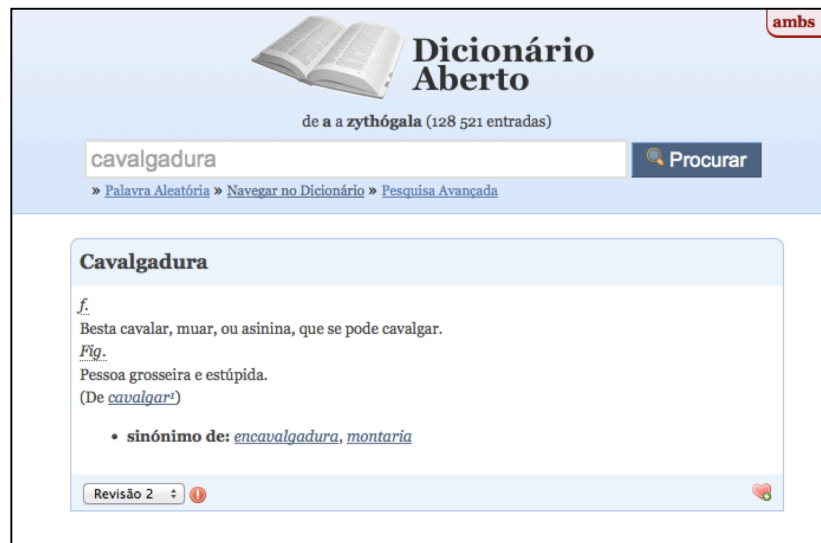 ambs
Dicionário
Aberto
de a a zythógala (128 521 entradas)
cavalgadura
Procurar
» Palavra Aleatória » Navegar no Dicionário » Pesquisa Avançada
Cavalgadura
f.
Besta cavalar, muar, ou asinina, que se pode cavalgar.
Fig.
Pessoa grosseira e estúpida.
(De cavalgar¹)
• sinónimo de: encavalgadura, montaria
Revisão 2